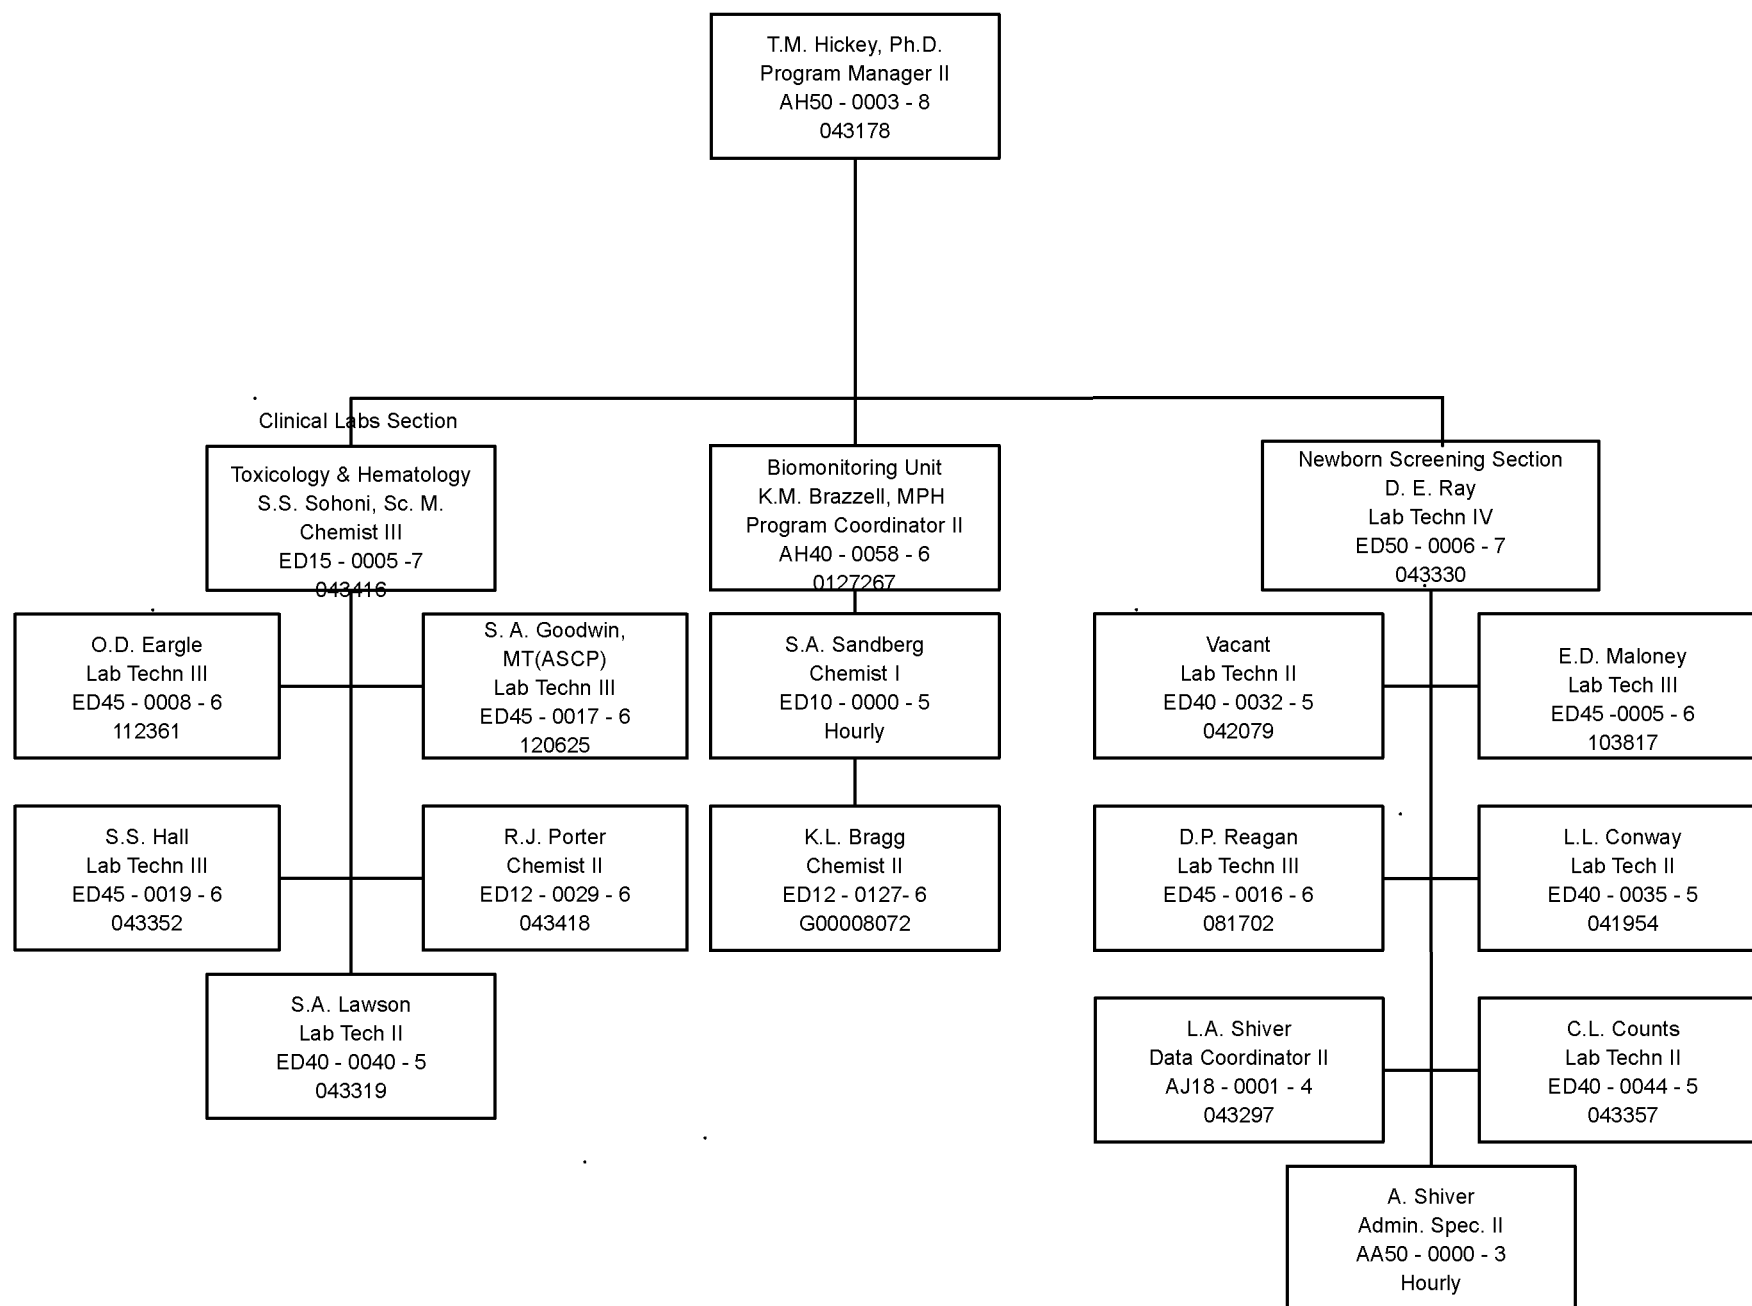 T.M. Hickey, Ph.D.
Program Manager II
AH50 - 0003 - 8
043178
Clinical Labs Section
Toxicology & Hematology
S.S. Sohoni, Sc. M.
Chemist III
ED15 - 0005 -7
043416
Biomonitoring Unit
K.M. Brazzell, MPH
Program Coordinator II
AH40 - 0058 - 6
0127267
Newborn Screening Section
D. E. Ray
Lab Techn IV
ED50 - 0006 - 7
043330
O.D. Eargle
Lab Techn III
ED45 - 0008 - 6
112361
S. A. Goodwin,
MT(ASCP)
Lab Techn III
ED45 - 0017 - 6
120625
S.A. Sandberg
Chemist I
ED10 - 0000 - 5
Hourly
Vacant
Lab Techn II
ED40 - 0032 - 5
042079
E.D. Maloney
Lab Tech III
ED45 -0005 - 6
103817
S.S. Hall
Lab Techn III
ED45 - 0019 - 6
043352
R.J. Porter
Chemist II
ED12 - 0029 - 6
043418
K.L. Bragg
Chemist II
ED12 - 0127- 6
G00008072
D.P. Reagan
Lab Techn III
ED45 - 0016 - 6
081702
L.L. Conway
Lab Tech II
ED40 - 0035 - 5
041954
S.A. Lawson
Lab Tech II
ED40 - 0040 - 5
043319
L.A. Shiver
Data Coordinator II
AJ18 - 0001 - 4
043297
C.L. Counts
Lab Techn II
ED40 - 0044 - 5
043357
A. Shiver
Admin. Spec. II
AA50 - 0000 - 3
Hourly